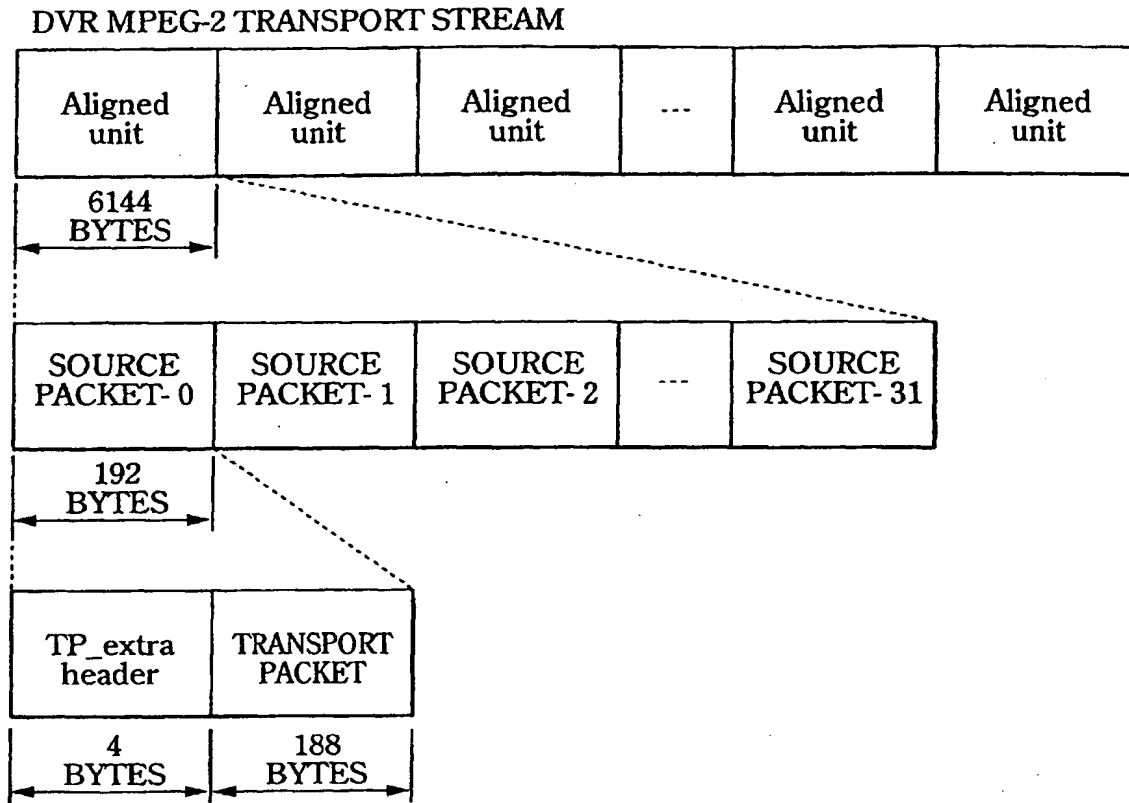 DVR MPEG-2 TRANSPORT STREAM
Aligned unit
Aligned unit
Aligned unit
---
Aligned unit
Aligned unit
6144 BYTES
SOURCE PACKET- 0
SOURCE PACKET- 1
SOURCE PACKET- 2
---
SOURCE PACKET- 31
192 BYTES
TP_extra header
TRANSPORT PACKET
4 BYTES
188 BYTES